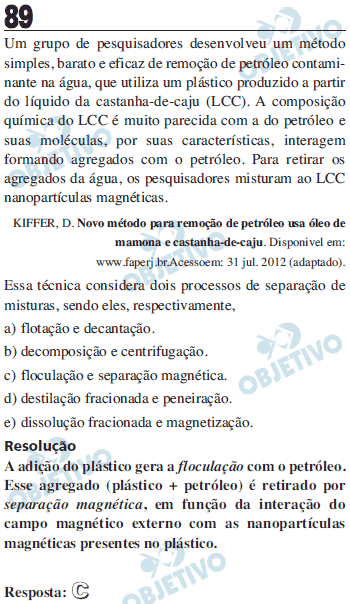 89
Um grupo de pesquisadores desenvolveu um método
simples, barato e eficaz de remoção de petróleo contami-
nante na água, que utiliza um plástico produzido a partir
do líquido da castanha-de-caju (LCC). A composição
química do LCC é muito parecida com a do petróleo e
suas moléculas, por suas características, interagem
formando agregados com o petróleo. Para retirar os
agregados da água, os pesquisadores misturam ao LCC
nanopartículas magnéticas.
KIFFER, D. Novo método para remoção de petróleo usa óleo de
mamona e castanha-de-caju. Disponivel em:
www.faperj.br.Acessoem: 31 jul. 2012 (adaptado).
Essa técnica considera dois processos de separação de
misturas, sendo eles, respectivamente,
a) flotação e decantação.
b) decomposição e centrifugação.
c) floculação e separação magnética.
d) destilação fracionada e peneiração.
e) dissolução fracionada e magnetização.
Resolução
A adição do plástico gera a floculação com o petróleo.
Esse agregado (plástico + petróleo) é retirado por
separação magnética, em função da interação do
campo magnético externo com as nanopartículas
magnéticas presentes no plástico.
Resposta: C
OBJETIVO
OBJETIVO
OBJETIVO
OBJETIVO
OBJETIVO
OBJETIVO
OBJETIVO